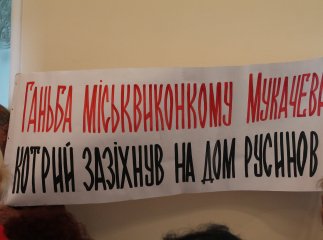 ГАНЬБА МІСЬКВИКОНКОМУ МУКАЧЕВА
КОТРИЙ ЗАЗІХНУВ НА ДОМ РУСИНОВ